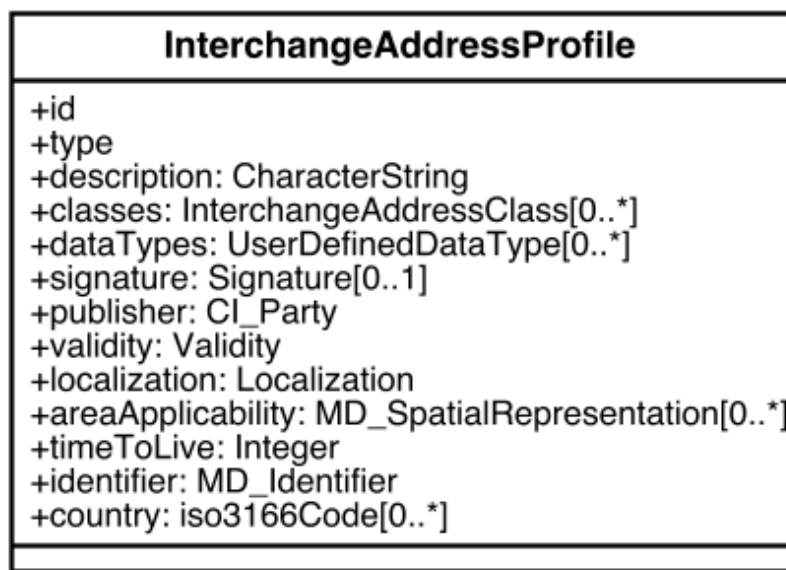 InterchangeAddressProfile
+id
+type
+description: CharacterString
+classes: InterchangeAddressClass[0..*]
+dataTypes: UserDefinedDataType[0..*]
+signature: Signature[0..1]
+publisher: CI_Party
+validity: Validity
+localization: Localization
+areaApplicability: MD_SpatialRepresentation[0..*]
+timeToLive: Integer
+identifier: MD_Identifier
+country: iso3166Code[0..*]